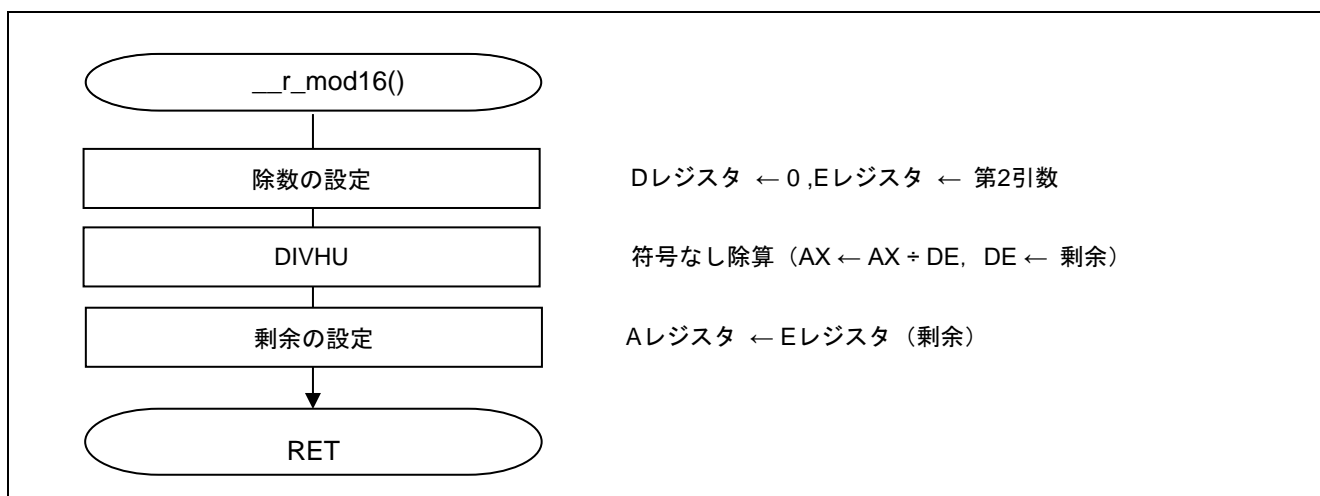 __r_mod16()
除数の設定 Dレジスタ ← 0 ,Eレジスタ ← 第2引数
DIVHU 符号なし除算（AX ← AX ÷ DE, DE ← 剰余）
剰余の設定 Aレジスタ ← Eレジスタ（剰余）
RET